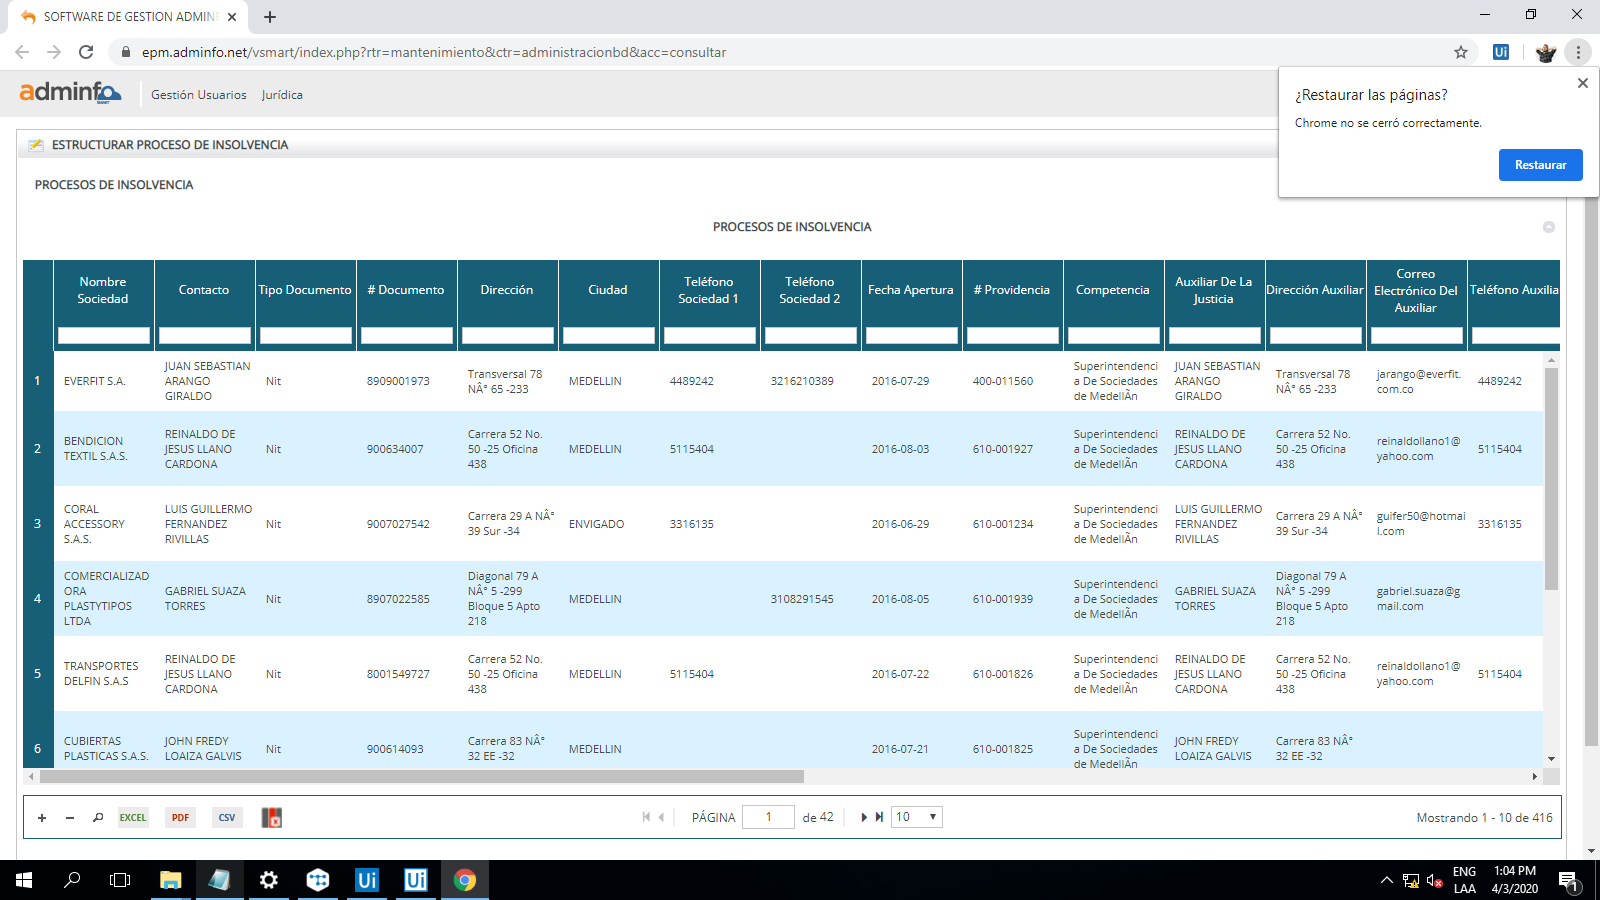 SOFTWARE DE GESTION ADMIN
epm.adminfo.net/vsmart/index.php?rtr=mantenimiento&ctr=administracionbd&acc=consultar
adminfo
Gestión Usuarios Jurídica
¿Restaurar las páginas?
Chrome no se cerró correctamente.
Restaurar
ESTRUCTURAR PROCESO DE INSOLVENCIA
PROCESOS DE INSOLVENCIA
PROCESOS DE INSOLVENCIA
Nombre Sociedad Contacto Tipo Documento # Documento Dirección Ciudad Teléfono Sociedad 1 Teléfono Sociedad 2 Fecha Apertura # Providencia Competencia Auxiliar De La Justicia Dirección Auxiliar Correo Electrónico Del Auxiliar Teléfono Auxilia
1 EVERFIT S.A. JUAN SEBASTIAN ARANGO GIRALDO Nit 8909001973 Transversal 78 NÂ° 65 -233 MEDELLIN 4489242 3216210389 2016-07-29 400-011560 Superintendenci a De Sociedades de MedellÃn JUAN SEBASTIAN ARANGO GIRALDO Transversal 78 NÂ° 65 -233 jarango@everfit. com.co 4489242
2 BENDICION TEXTIL S.A.S. REINALDO DE JESUS LLANO CARDONA Nit 900634007 Carrera 52 No. 50 -25 Oficina 438 MEDELLIN 5115404 2016-08-03 610-001927 Superintendenci a De Sociedades de MedellÃn REINALDO DE JESUS LLANO CARDONA Carrera 52 No. 50 -25 Oficina 438 reinaldollano1@ yahoo.com 5115404
3 CORAL ACCESSORY S.A.S. LUIS GUILLERMO FERNANDEZ RIVILLAS Nit 9007027542 Carrera 29 A NÂ° 39 Sur -34 ENVIGADO 3316135 2016-06-29 610-001234 Superintendenci a De Sociedades de MedellÃn LUIS GUILLERMO FERNANDEZ RIVILLAS Carrera 29 A NÂ° 39 Sur -34 guifer50@hotmai l.com 3316135
4 COMERCIALIZAD ORA PLASTYTIPOS LTDA GABRIEL SUAZA TORRES Nit 8907022585 Diagonal 79 A NÂ° 5 -299 Bloque 5 Apto 218 MEDELLIN 3108291545 2016-08-05 610-001939 Superintendenci a De Sociedades de MedellÃn GABRIEL SUAZA TORRES Diagonal 79 A NÂ° 5 -299 Bloque 5 Apto 218 gabriel.suaza@g mail.com
5 TRANSPORTES DELFIN S.A.S REINALDO DE JESUS LLANO CARDONA Nit 8001549727 Carrera 52 No. 50 -25 Oficina 438 MEDELLIN 5115404 2016-07-22 610-001826 Superintendenci a De Sociedades de MedellÃn REINALDO DE JESUS LLANO CARDONA Carrera 52 No. 50 -25 Oficina 438 reinaldollano1@ yahoo.com 5115404
6 CUBIERTAS PLASTICAS S.A.S. JOHN FREDY LOAIZA GALVIS Nit 900614093 Carrera 83 NÂ° 32 EE -32 MEDELLIN 2016-07-21 610-001825 Superintendenci a De Sociedades de MedellÃn JOHN FREDY LOAIZA GALVIS Carrera 83 NÂ° 32 EE -32
EXCEL PDF CSV PÁGINA 1 de 42 10 Mostrando 1 - 10 de 416
Ui Ui ENG LAA 1:04 PM 4/3/2020 1